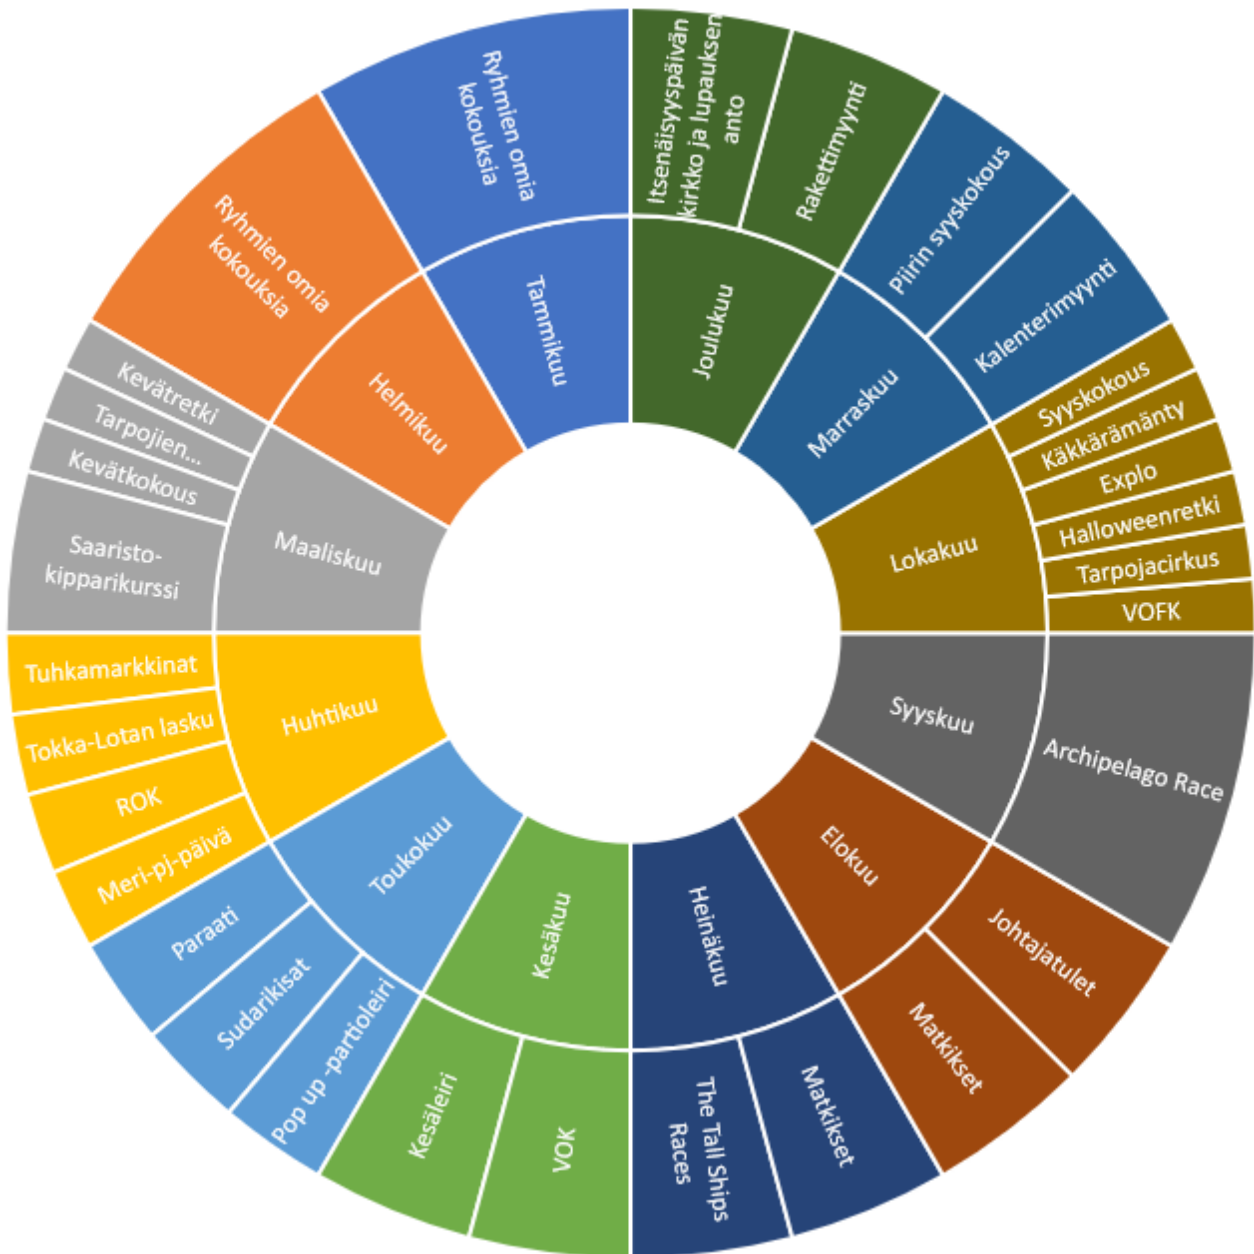 Itsenäisyyspäivän
kirkko ja lupauksen
anto
Rakettimyynti
Joulukuu
Piirin syyskokous
Kalenterimyynti
Marraskuu
Syyskokous
Käkkärämänty
Explo
Halloweenretki
Tarpojacirkus
VOFK
Lokakuu
Archipelago Race
Syyskuu
Johtajatulet
Matkikset
Elokuu
Matkikset
The Tall Ships
Races
Heinäkuu
VOK
Kesäleiri
Kesäkuu
Pop up -partioleiri
Sudarikisat
Paraati
Toukokuu
Meri-pj-päivä
ROK
Tokka-Lotan lasku
Tuhkamarkkinat
Huhtikuu
Saaristo-
kipparikurssi
Kevätkokous
Tarpojien...
Kevätretki
Maaliskuu
Ryhmien omia
kokouksia
Helmikuu
Ryhmien omia
kokouksia
Tammikuu